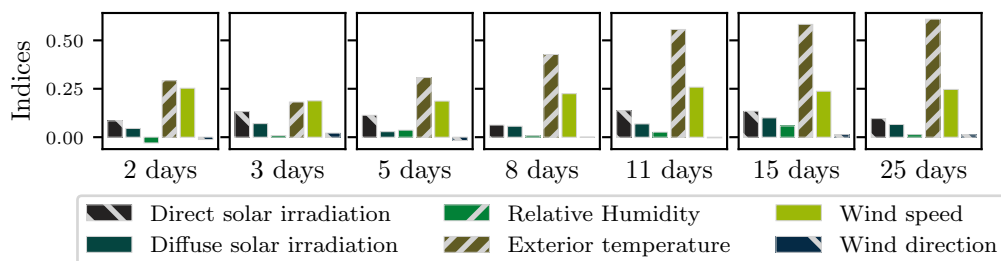 Indices
0.50
0.25
0.00
2 days 3 days 5 days 8 days 11 days 15 days 25 days
Direct solar irradiation Relative Humidity Wind speed
Diffuse solar irradiation Exterior temperature Wind direction